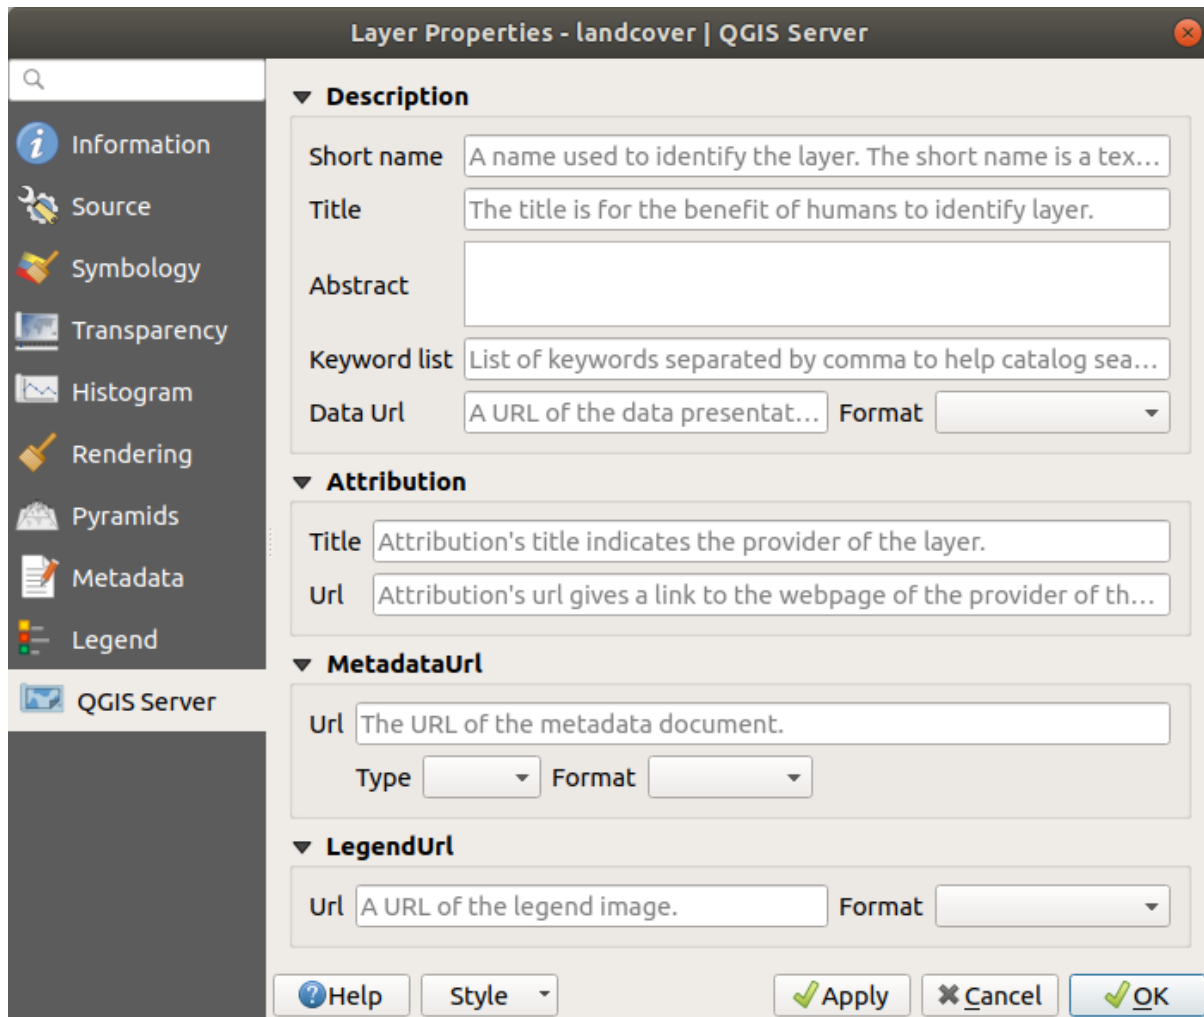 Layer Properties - landcover | QGIS Server
Information
Source
Symbology
Transparency
Histogram
Rendering
Pyramids
Metadata
Legend
QGIS Server
Description
Short name A name used to identify the layer. The short name is a tex...
Title The title is for the benefit of humans to identify layer.
Abstract
Keyword list List of keywords separated by comma to help catalog sea...
Data Url A URL of the data presentat... Format
Attribution
Title Attribution's title indicates the provider of the layer.
Url Attribution's url gives a link to the webpage of the provider of th...
MetadataUrl
Url The URL of the metadata document.
Type Format
LegendUrl
Url A URL of the legend image. Format
Help Style Apply Cancel OK